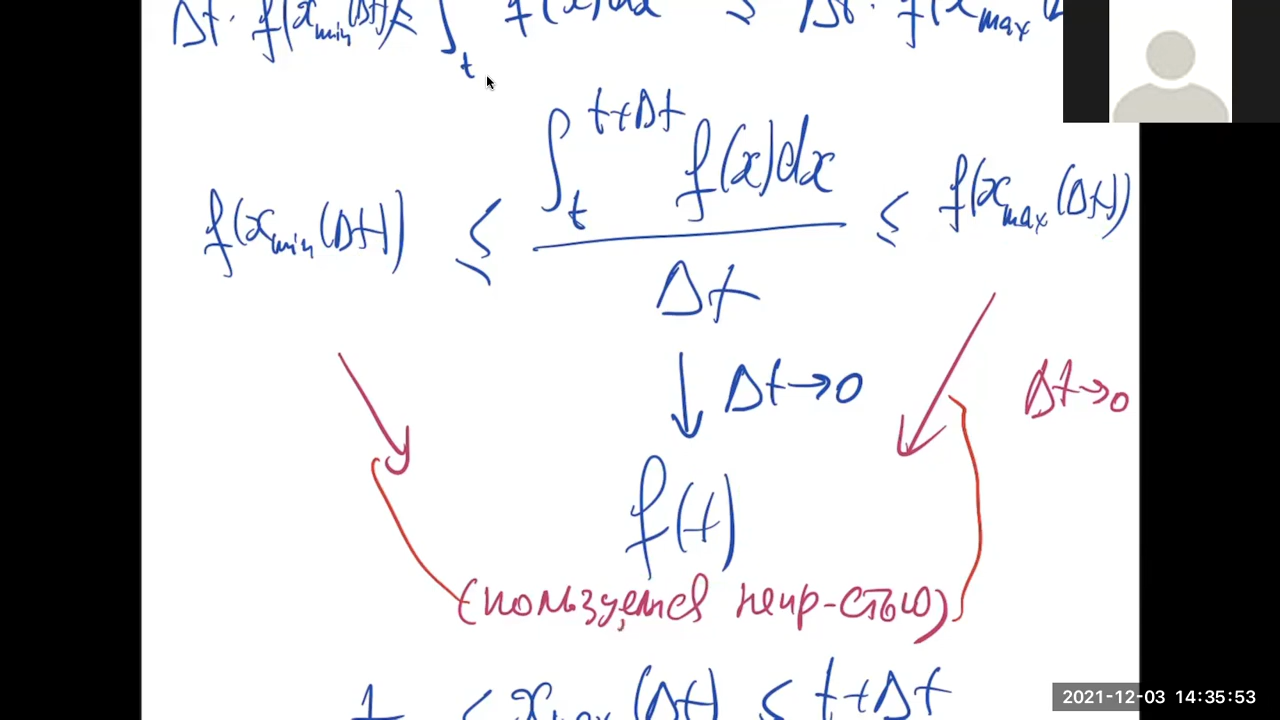 Δt · f(x_min(Δt)) ≤ ∫_t f(x)dx ≤ Δt · f(x_max(
f(x_min(Δt)) ≤ \frac{∫_t^{t+Δt} f(x)dx}{Δt} ≤ f(x_max(Δt))
↓ Δt→0
Δt→0
f(t)
(пользуемся непр-стью)
t ≤ x_max(Δt) ≤ t+Δt
2021-12-03 14:35:53